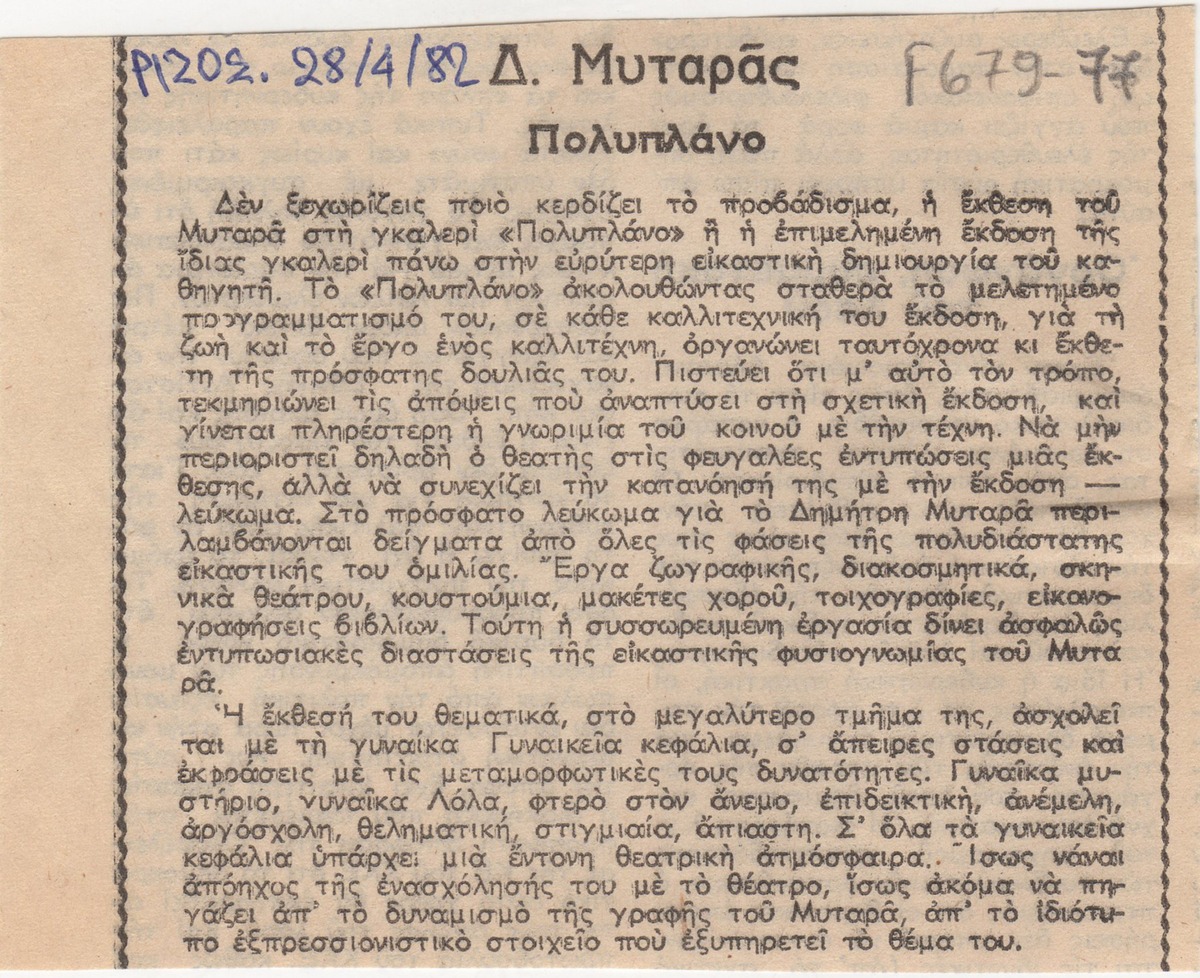 ΡΙΖΟΣ. 28/4/82 Δ. Μυταρᾶς F679-77
Πολυπλάνο
Δὲν ξεχωρίζεις ποιὸ κερδίζει τὸ προβάδισμα, ἡ ἔκθεση τοῦ
Μυταρᾶ στὴ γκαλερὶ «Πολυπλάνο» ἢ ἡ ἐπιμελημένη ἔκδοση τῆς
ἴδιας γκαλερὶ πάνω στὴν εὑρύτερη εἰκαστικὴ δημιουργία τοῦ κα-
θηγητῆ. Τὸ «Πολυπλάνο» ἀκολουθώντας σταθερὰ τὸ μελετημένο
προγραμματισμό του, σὲ κάθε καλλιτεχνική του ἔκδοση, γιὰ τὴ
ζωὴ καὶ τὸ ἔργο ἑνὸς καλλιτέχνη, ὀργανώνει ταυτόχρονα κι ἔκθε-
τη τῆς πρόσφατης δουλιᾶς του. Πιστεύει ὅτι μ' αὐτὸ τὸν τρόπο,
τεκμηριώνει τὶς ἀπόψεις ποὺ ἀναπτύσει στὴ σχετικὴ ἔκδοση, καὶ
γίνεται πληρέστερη ἡ γνωριμία τοῦ κοινοῦ μὲ τὴν τέχνη. Νὰ μὴν
περιοριστεῖ δηλαδὴ ὁ θεατὴς στὶς φευγαλέες ἐντυπώσεις μιᾶς ἔκ-
θεσης, ἀλλὰ νὰ συνεχίζει τὴν κατανόησή της μὲ τὴν ἔκδοση —
λεύκωμα. Στὸ πρόσφατο λεύκωμα γιὰ τὸ Δημήτρη Μυταρᾶ περι-
λαμβάνονται δείγματα ἀπὸ ὅλες τὶς φάσεις τῆς πολυδιάστατης
εἰκαστικῆς του ὁμιλίας. Ἔργα ζωγραφικῆς, διακοσμητικά, σκη-
νικὰ θεάτρου, κουστούμια, μακέτες χοροῦ, τοιχογραφίες, εἰκονο-
γραφήσεις βιβλίων. Τούτη ἡ συσσωρευμένη ἐργασία δίνει ἀσφαλῶς
ἐντυπωσιακὲς διαστάσεις τῆς εἰκαστικῆς φυσιογνωμίας τοῦ Μυτα
ρᾶ.
Ἡ ἔκθεσή του θεματικά, στὸ μεγαλύτερο τμῆμα της, ἀσχολεῖ
ται μὲ τὴ γυναίκα Γυναικεῖα κεφάλια, σ' ἄπειρες στάσεις καὶ
ἐκφράσεις μὲ τὶς μεταμορφωτικὲς τους δυνατότητες. Γυναῖκα μυ-
στήριο, γυναῖκα Λόλα, φτερὸ στὸν ἄνεμο, ἐπιδεικτική, ἀνέμελη,
ἀργόσχολη, θεληματική, στιγμιαία, ἄπιαστη. Σ' ὅλα τὰ γυναικεῖα
κεφάλια ὑπάρχει μιὰ ἔντονη θεατρικὴ ἀτμόσφαιρα. Ἴσως νάναι
ἀπόηχος τῆς ἐνασχόλησής του μὲ τὸ θέατρο, ἴσως ἀκόμα νὰ πη-
γάζει ἀπ' τὸ δυναμισμὸ τῆς γραφῆς τοῦ Μυταρᾶ, ἀπ' τὸ ἰδιότυ-
πο ἐξπρεσσιονιστικὸ στοιχεῖο ποὺ ἐξυπηρετεῖ τὸ θέμα του.